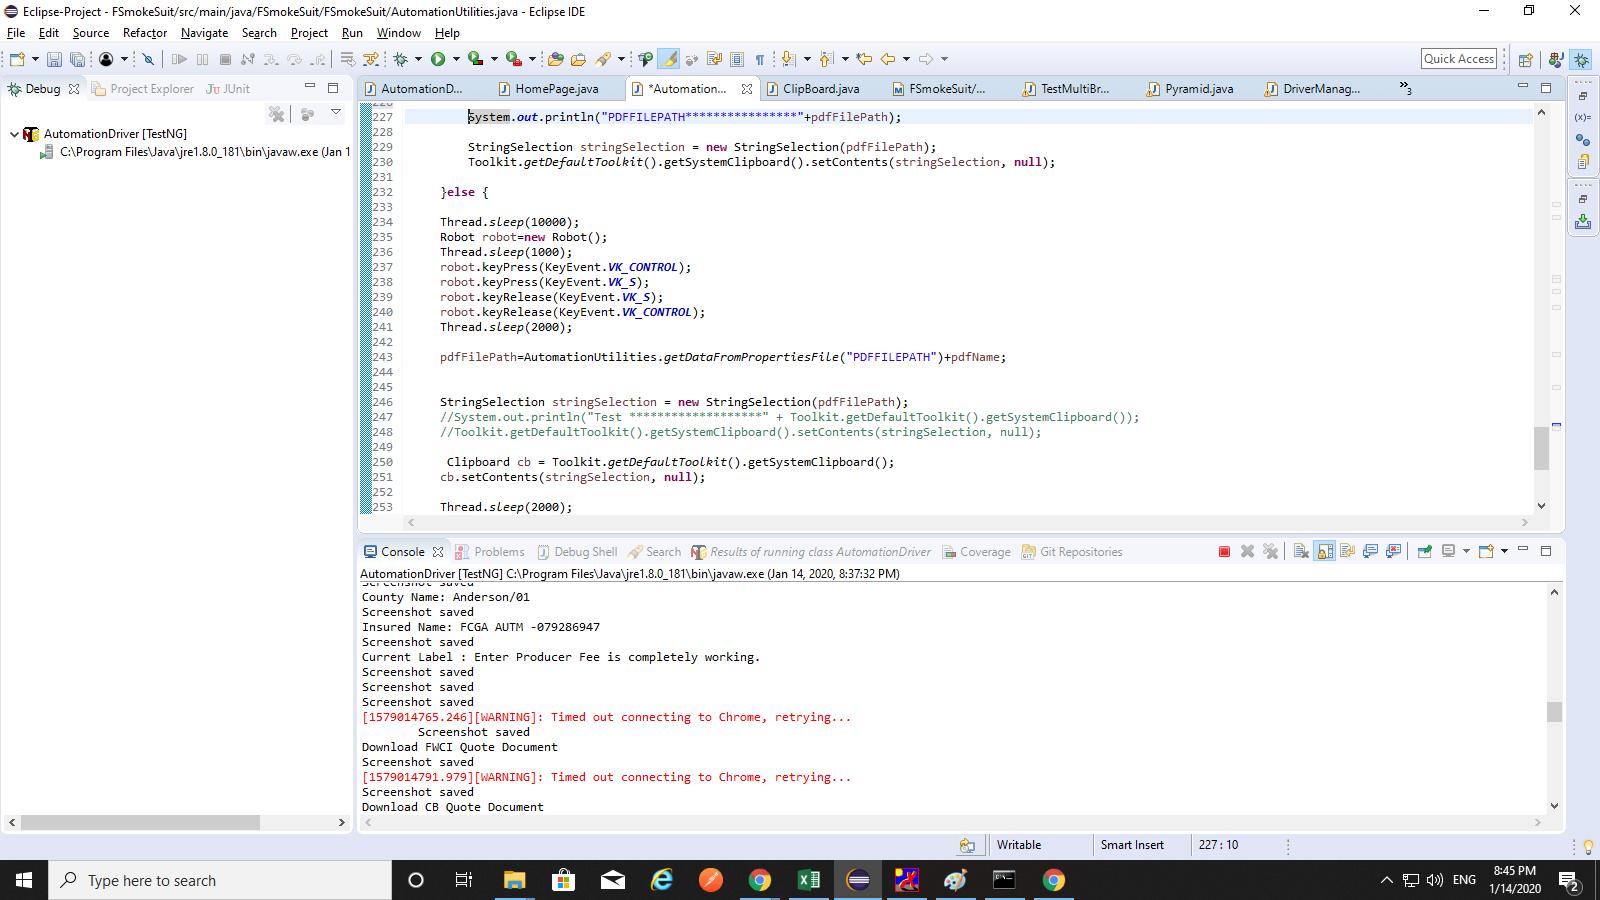 Eclipse-Project - FSmokeSuit/src/main/java/FSmokeSuit/FSmokeSuit/AutomationUtilities.java - Eclipse IDE
File Edit Source Refactor Navigate Search Project Run Window Help
Quick Access
Debug Project Explorer JUnit
AutomationD... HomePage.java *Automation... ClipBoard.java FSmokeSuit/... TestMultiBr... Pyramid.java DriverManag... »3
AutomationDriver [TestNG]
C:\Program Files\Java\jre1.8.0_181\bin\javaw.exe (Jan 1
226
227 System.out.println("PDFFILEPATH****************"+pdfFilePath);
228
229 StringSelection stringSelection = new StringSelection(pdfFilePath);
230 Toolkit.getDefaultToolkit().getSystemClipboard().setContents(stringSelection, null);
231
232 }else {
233
234 Thread.sleep(10000);
235 Robot robot=new Robot();
236 Thread.sleep(1000);
237 robot.keyPress(KeyEvent.VK_CONTROL);
238 robot.keyPress(KeyEvent.VK_S);
239 robot.keyRelease(KeyEvent.VK_S);
240 robot.keyRelease(KeyEvent.VK_CONTROL);
241 Thread.sleep(2000);
242
243 pdfFilePath=AutomationUtilities.getDataFromPropertiesFile("PDFFILEPATH")+pdfName;
244
245
246 StringSelection stringSelection = new StringSelection(pdfFilePath);
247 //System.out.println("Test *******************" + Toolkit.getDefaultToolkit().getSystemClipboard());
248 //Toolkit.getDefaultToolkit().getSystemClipboard().setContents(stringSelection, null);
249
250 Clipboard cb = Toolkit.getDefaultToolkit().getSystemClipboard();
251 cb.setContents(stringSelection, null);
252
253 Thread.sleep(2000);
Console Problems Debug Shell Search Results of running class AutomationDriver Coverage Git Repositories
AutomationDriver [TestNG] C:\Program Files\Java\jre1.8.0_181\bin\javaw.exe (Jan 14, 2020, 8:37:32 PM)
Screenshot saved
County Name: Anderson/01
Screenshot saved
Insured Name: FCGA AUTM -079286947
Screenshot saved
Current Label : Enter Producer Fee is completely working.
Screenshot saved
Screenshot saved
Screenshot saved
[1579014765.246][WARNING]: Timed out connecting to Chrome, retrying...
Screenshot saved
Download FWCI Quote Document
Screenshot saved
[1579014791.979][WARNING]: Timed out connecting to Chrome, retrying...
Screenshot saved
Download CB Quote Document
Writable Smart Insert 227 : 10
Type here to search
ENG
8:45 PM
1/14/2020
2